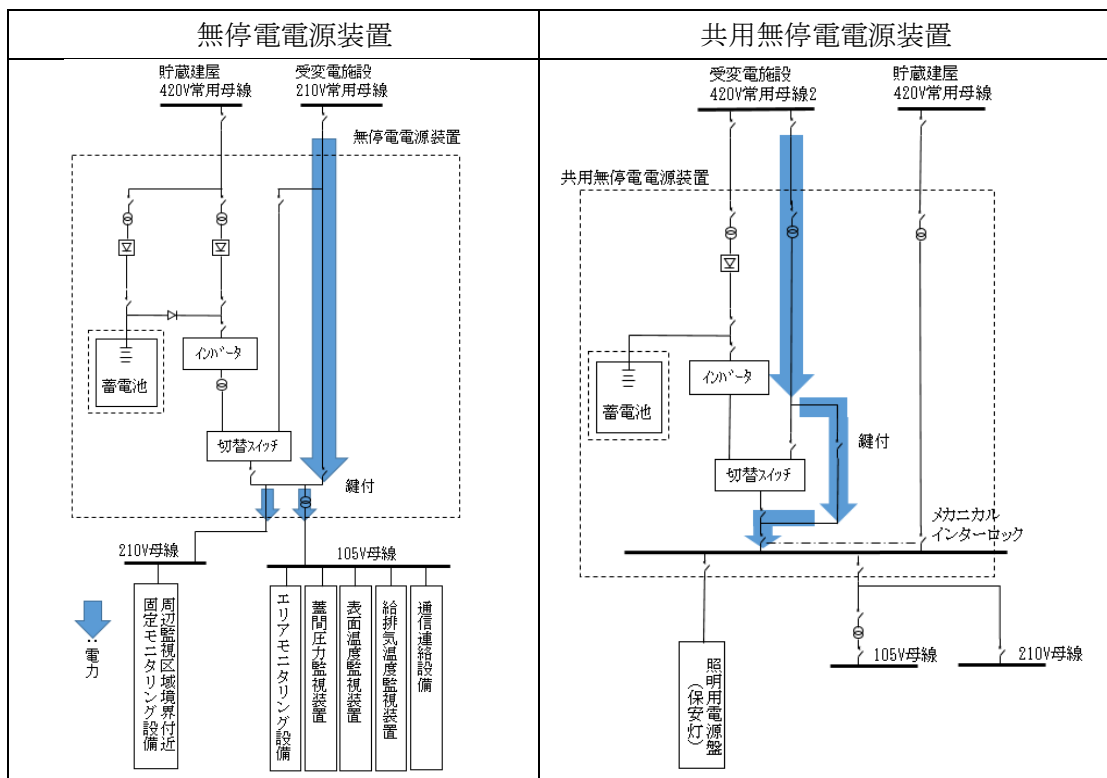 無停電電源装置
貯蔵建屋
420V常用母線
受変電施設
210V常用母線
無停電電源装置
蓄電池
インバータ
切替スイッチ
鍵付
210V母線
105V母線
:電力
周辺監視区域境界付近
固定モニタリング設備
エリアモニタリング設備
蓋間圧力監視装置
表面温度監視装置
給排気温度監視装置
通信連絡設備
共用無停電電源装置
受変電施設
420V常用母線2
貯蔵建屋
420V常用母線
共用無停電電源装置
蓄電池
インバータ
鍵付
切替スイッチ
メカニカル
インターロック
照明用電源盤
(保安灯)
105V母線
210V母線